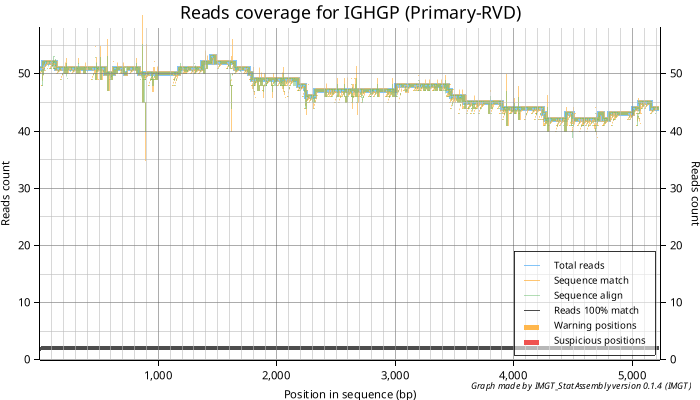 Reads coverage for IGHGP (Primary-RVD)
50
40
30
20
10
0
50
40
30
20
10
0
Reads count
Reads count
Total reads
Sequence match
Sequence align
Reads 100% match
Warning positions
Suspicious positions
1,000
2,000
3,000
4,000
5,000
Position in sequence (bp)
Graph made by IMGT_StatAssembly version 0.1.4 (IMGT)